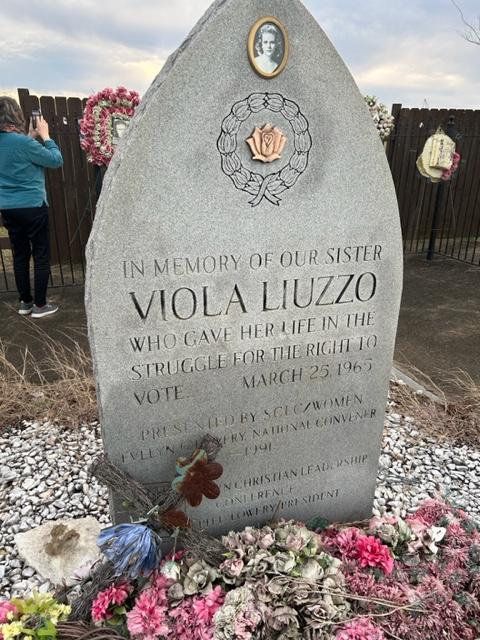 IN MEMORY OF OUR SISTER
VIOLA LIUZZO
WHO GAVE HER LIFE IN THE
STRUGGLE FOR THE RIGHT TO
VOTE. MARCH 25, 1965
PRESENTED BY SCLC/WOMEN
EVELYN G. LOWERY, NATIONAL CONVENER
1991
CHRISTIAN LEADERSHIP
CONFERENCE
LOWERY/PRESIDENT